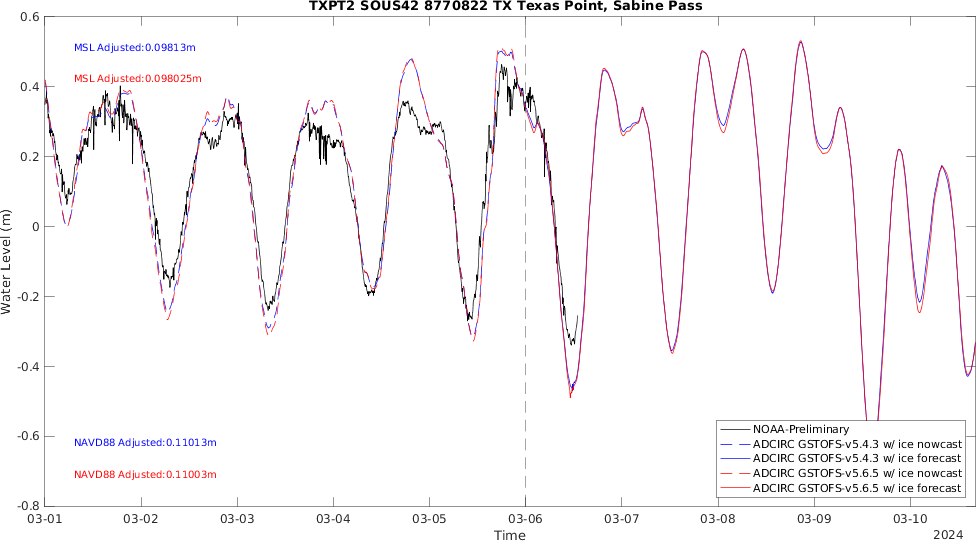 TXPT2 SOUS42 8770822 TX Texas Point, Sabine Pass
0.6
0.4
0.2
0
-0.2
-0.4
-0.6
-0.8
Water Level (m)
MSL Adjusted:0.09813m
MSL Adjusted:0.098025m
NAVD88 Adjusted:0.11013m
NAVD88 Adjusted:0.11003m
NOAA-Preliminary
ADCIRC GSTOFS-v5.4.3 w/ ice nowcast
ADCIRC GSTOFS-v5.4.3 w/ ice forecast
ADCIRC GSTOFS-v5.6.5 w/ ice nowcast
ADCIRC GSTOFS-v5.6.5 w/ ice forecast
03-01 03-02 03-03 03-04 03-05 03-06 03-07 03-08 03-09 03-10
Time
2024